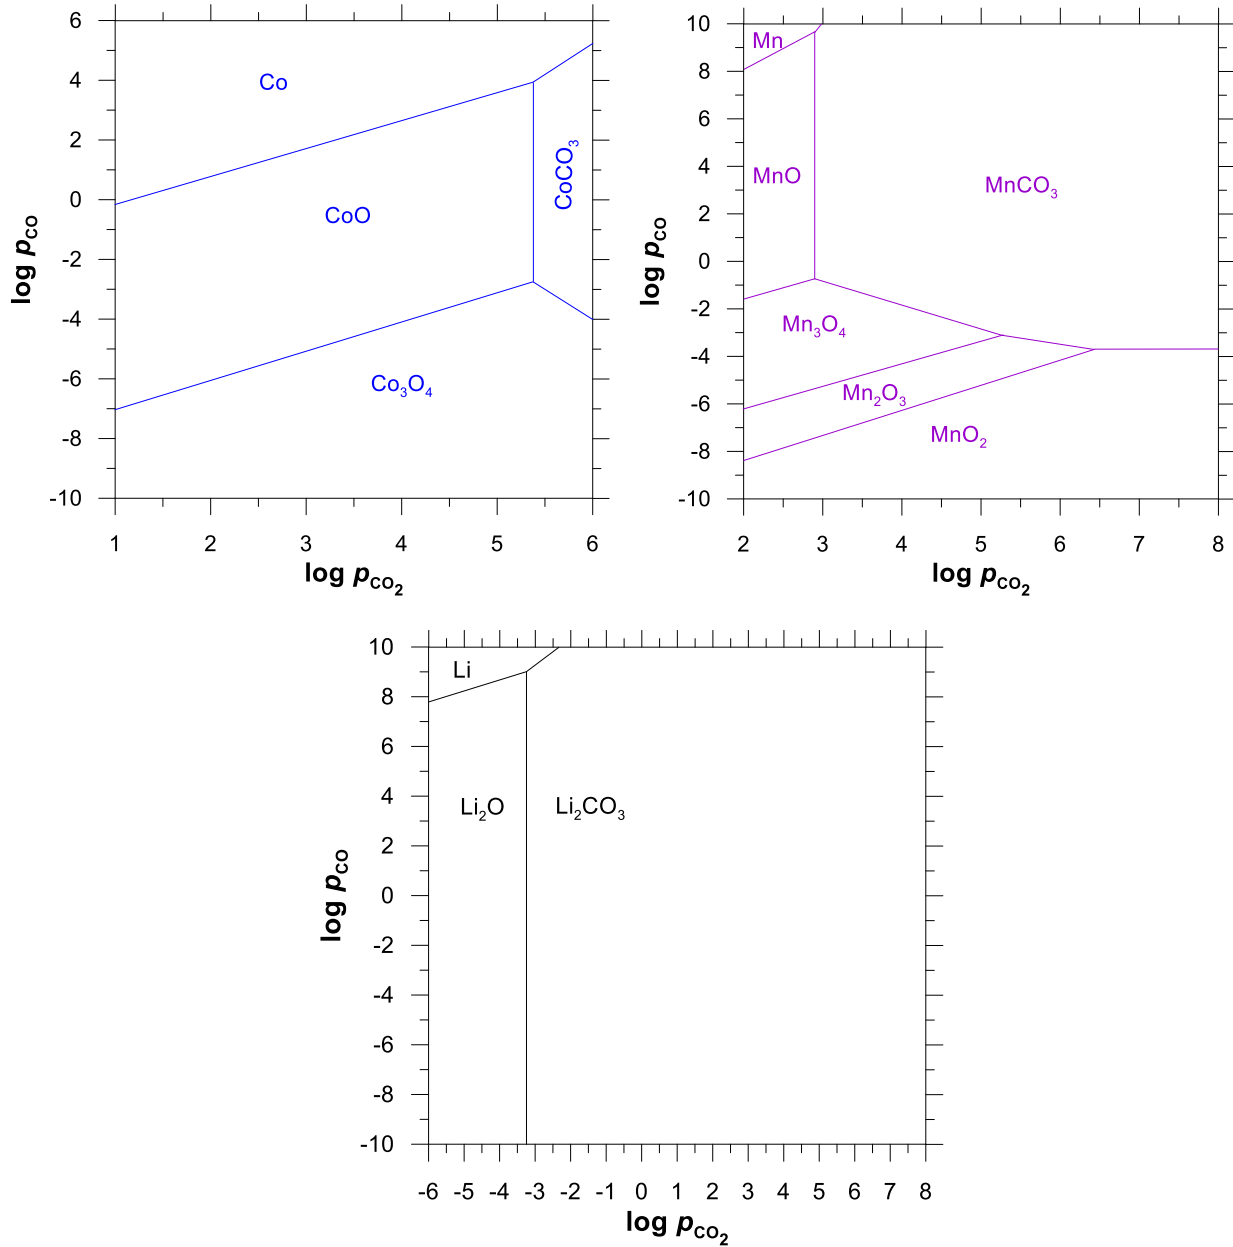 6
4
2
0
-2
-4
-6
-8
-10
log pCO
Co
CoO
CoCO3
Co3O4
1 2 3 4 5 6
log pCO2
10
8
6
4
2
0
-2
-4
-6
-8
-10
log pCO
Mn
MnO
MnCO3
Mn3O4
Mn2O3
MnO2
2 3 4 5 6 7 8
log pCO2
10
8
6
4
2
0
-2
-4
-6
-8
-10
log pCO
Li
Li2O
Li2CO3
-6 -5 -4 -3 -2 -1 0 1 2 3 4 5 6 7 8
log pCO2